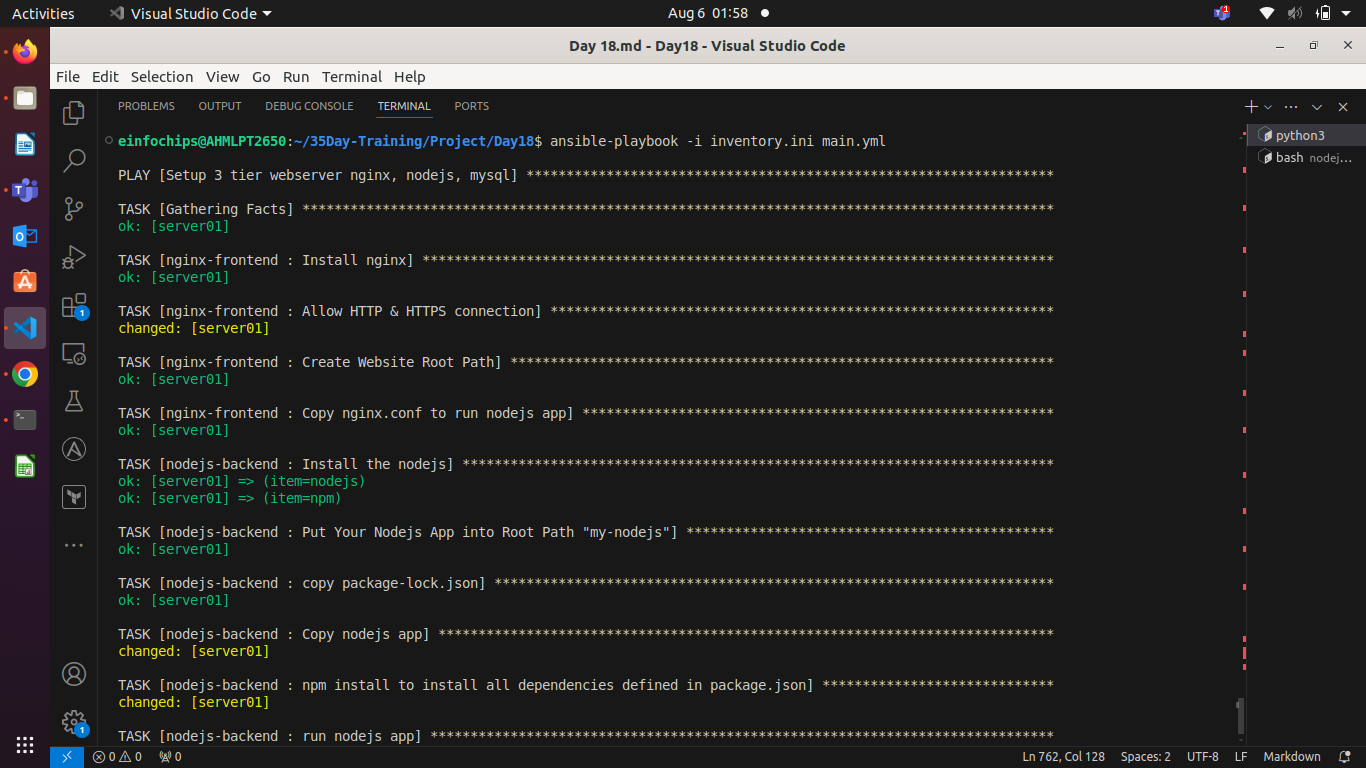 Activities
Visual Studio Code
Aug 6 01:58
1
Day 18.md - Day18 - Visual Studio Code
File Edit Selection View Go Run Terminal Help
PROBLEMS OUTPUT DEBUG CONSOLE TERMINAL PORTS
einfochips@AHMLPT2650:~/35Day-Training/Project/Day18$ ansible-playbook -i inventory.ini main.yml
python3
bash nodej...
PLAY [Setup 3 tier webserver nginx, nodejs, mysql] ******************************************************************
TASK [Gathering Facts] **********************************************************************************************
ok: [server01]
TASK [nginx-frontend : Install nginx] *******************************************************************************
ok: [server01]
TASK [nginx-frontend : Allow HTTP & HTTPS connection] ***************************************************************
changed: [server01]
TASK [nginx-frontend : Create Website Root Path] ********************************************************************
ok: [server01]
TASK [nginx-frontend : Copy nginx.conf to run nodejs app] ***********************************************************
ok: [server01]
TASK [nodejs-backend : Install the nodejs] **************************************************************************
ok: [server01] => (item=nodejs)
ok: [server01] => (item=npm)
TASK [nodejs-backend : Put Your Nodejs App into Root Path "my-nodejs"] **********************************************
ok: [server01]
TASK [nodejs-backend : copy package-lock.json] **********************************************************************
ok: [server01]
TASK [nodejs-backend : Copy nodejs app] *****************************************************************************
changed: [server01]
TASK [nodejs-backend : npm install to install all dependencies defined in package.json] *****************************
changed: [server01]
TASK [nodejs-backend : run nodejs app] ******************************************************************************
1
1
0 0 0
Ln 762, Col 128 Spaces: 2 UTF-8 LF Markdown